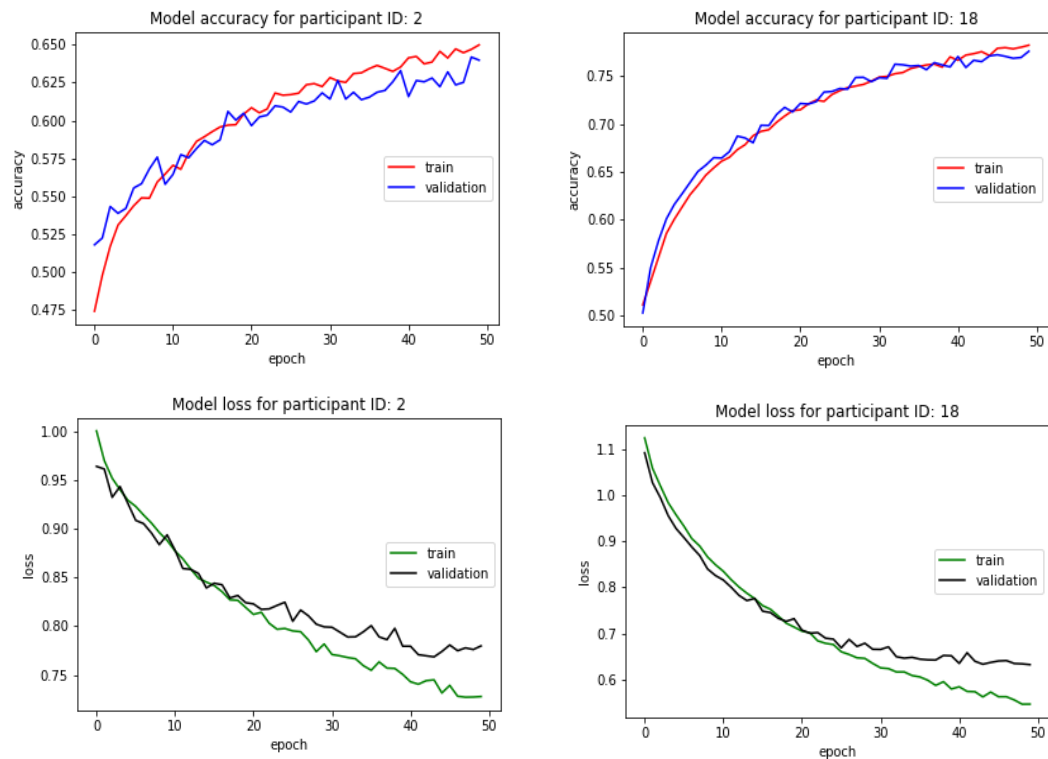 Model accuracy for participant ID: 2
0.650
0.625
0.600
0.575
0.550
0.525
0.500
0.475
accuracy
train
validation
0 10 20 30 40 50
epoch
Model accuracy for participant ID: 18
0.75
0.70
0.65
0.60
0.55
0.50
accuracy
train
validation
0 10 20 30 40 50
epoch
Model loss for participant ID: 2
1.00
0.95
0.90
0.85
0.80
0.75
loss
train
validation
0 10 20 30 40 50
epoch
Model loss for participant ID: 18
1.1
1.0
0.9
0.8
0.7
0.6
loss
train
validation
0 10 20 30 40 50
epoch